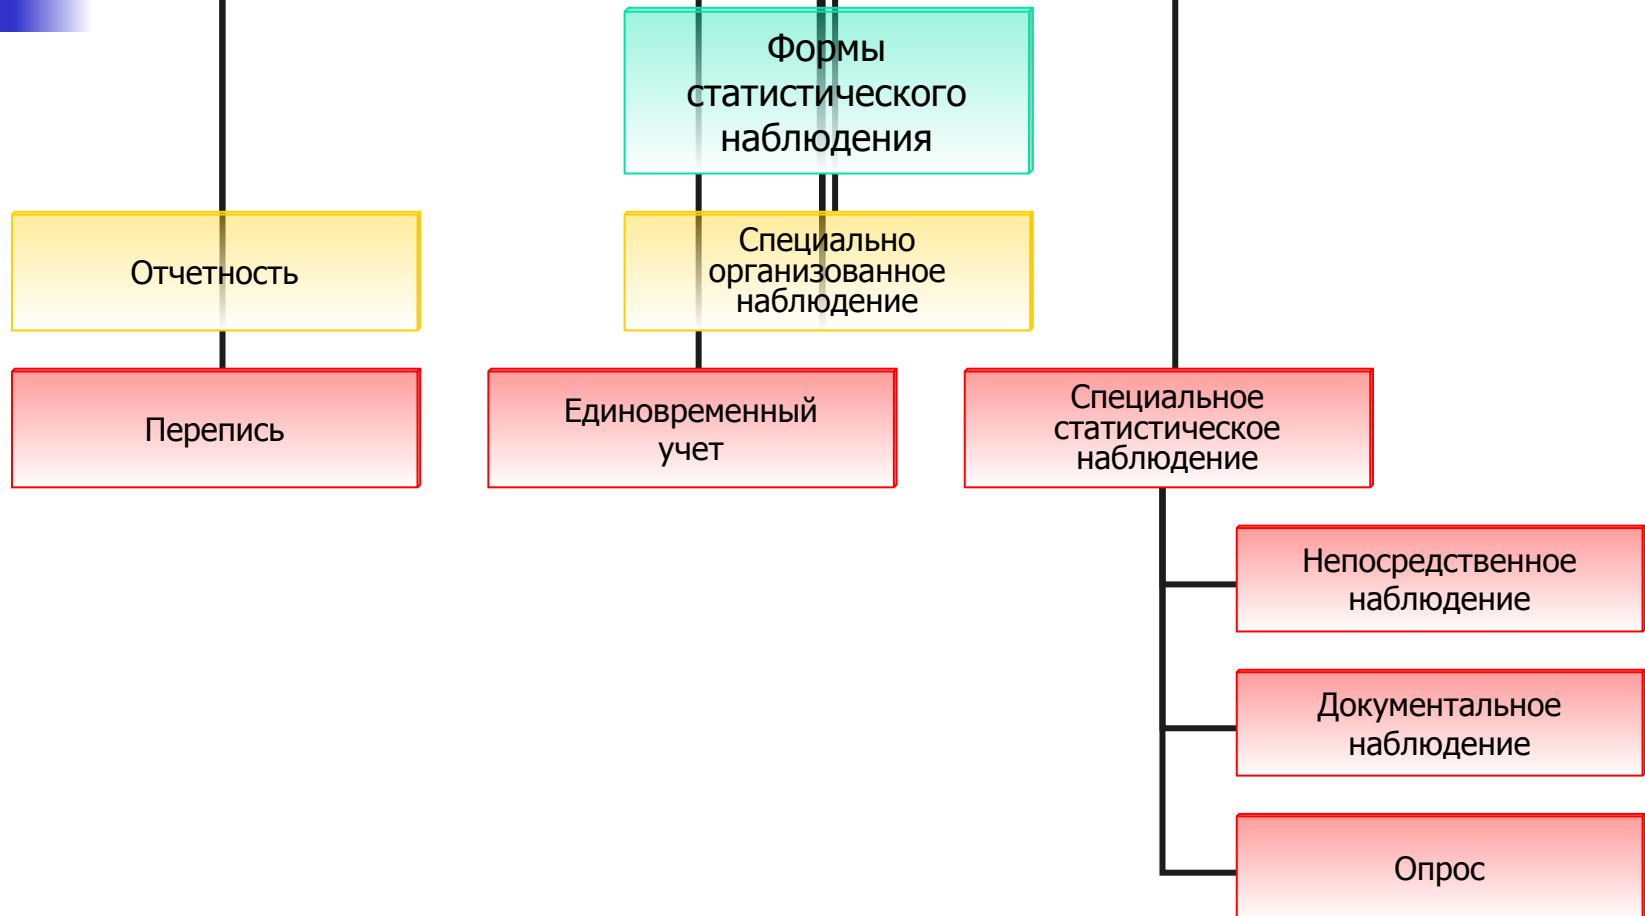 Формы
статистического
наблюдения
Отчетность
Специально
организованное
наблюдение
Перепись
Единовременный
учет
Специальное
статистическое
наблюдение
Непосредственное
наблюдение
Документальное
наблюдение
Опрос